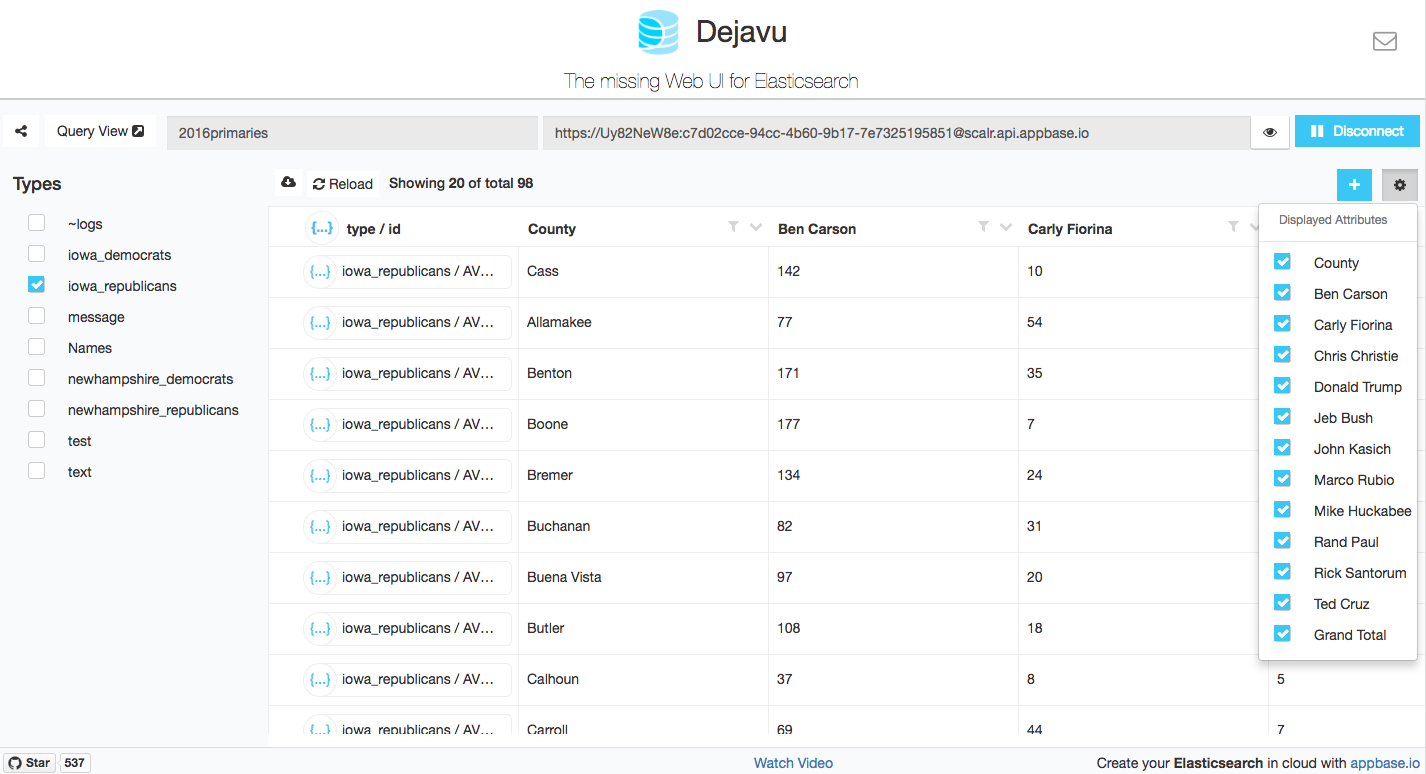 Dejavu
The missing Web UI for Elasticsearch
Query View 2016primaries https://Uy82NeW8e:c7d02cce-94cc-4b60-9b17-7e7325195851@scalr.api.appbase.io Disconnect
Types
~logs
iowa_democrats
iowa_republicans
message
Names
newhampshire_democrats
newhampshire_republicans
test
text
Reload Showing 20 of total 98
{...} type / id County Ben Carson Carly Fiorina
{...} iowa_republicans / AV... Cass 142 10
{...} iowa_republicans / AV... Allamakee 77 54
{...} iowa_republicans / AV... Benton 171 35
{...} iowa_republicans / AV... Boone 177 7
{...} iowa_republicans / AV... Bremer 134 24
{...} iowa_republicans / AV... Buchanan 82 31
{...} iowa_republicans / AV... Buena Vista 97 20
{...} iowa_republicans / AV... Butler 108 18
{...} iowa_republicans / AV... Calhoun 37 8 5
{...} iowa_republicans / AV... Carroll 69 44 7
Displayed Attributes
County
Ben Carson
Carly Fiorina
Chris Christie
Donald Trump
Jeb Bush
John Kasich
Marco Rubio
Mike Huckabee
Rand Paul
Rick Santorum
Ted Cruz
Grand Total
Star 537
Watch Video
Create your Elasticsearch in cloud with appbase.io